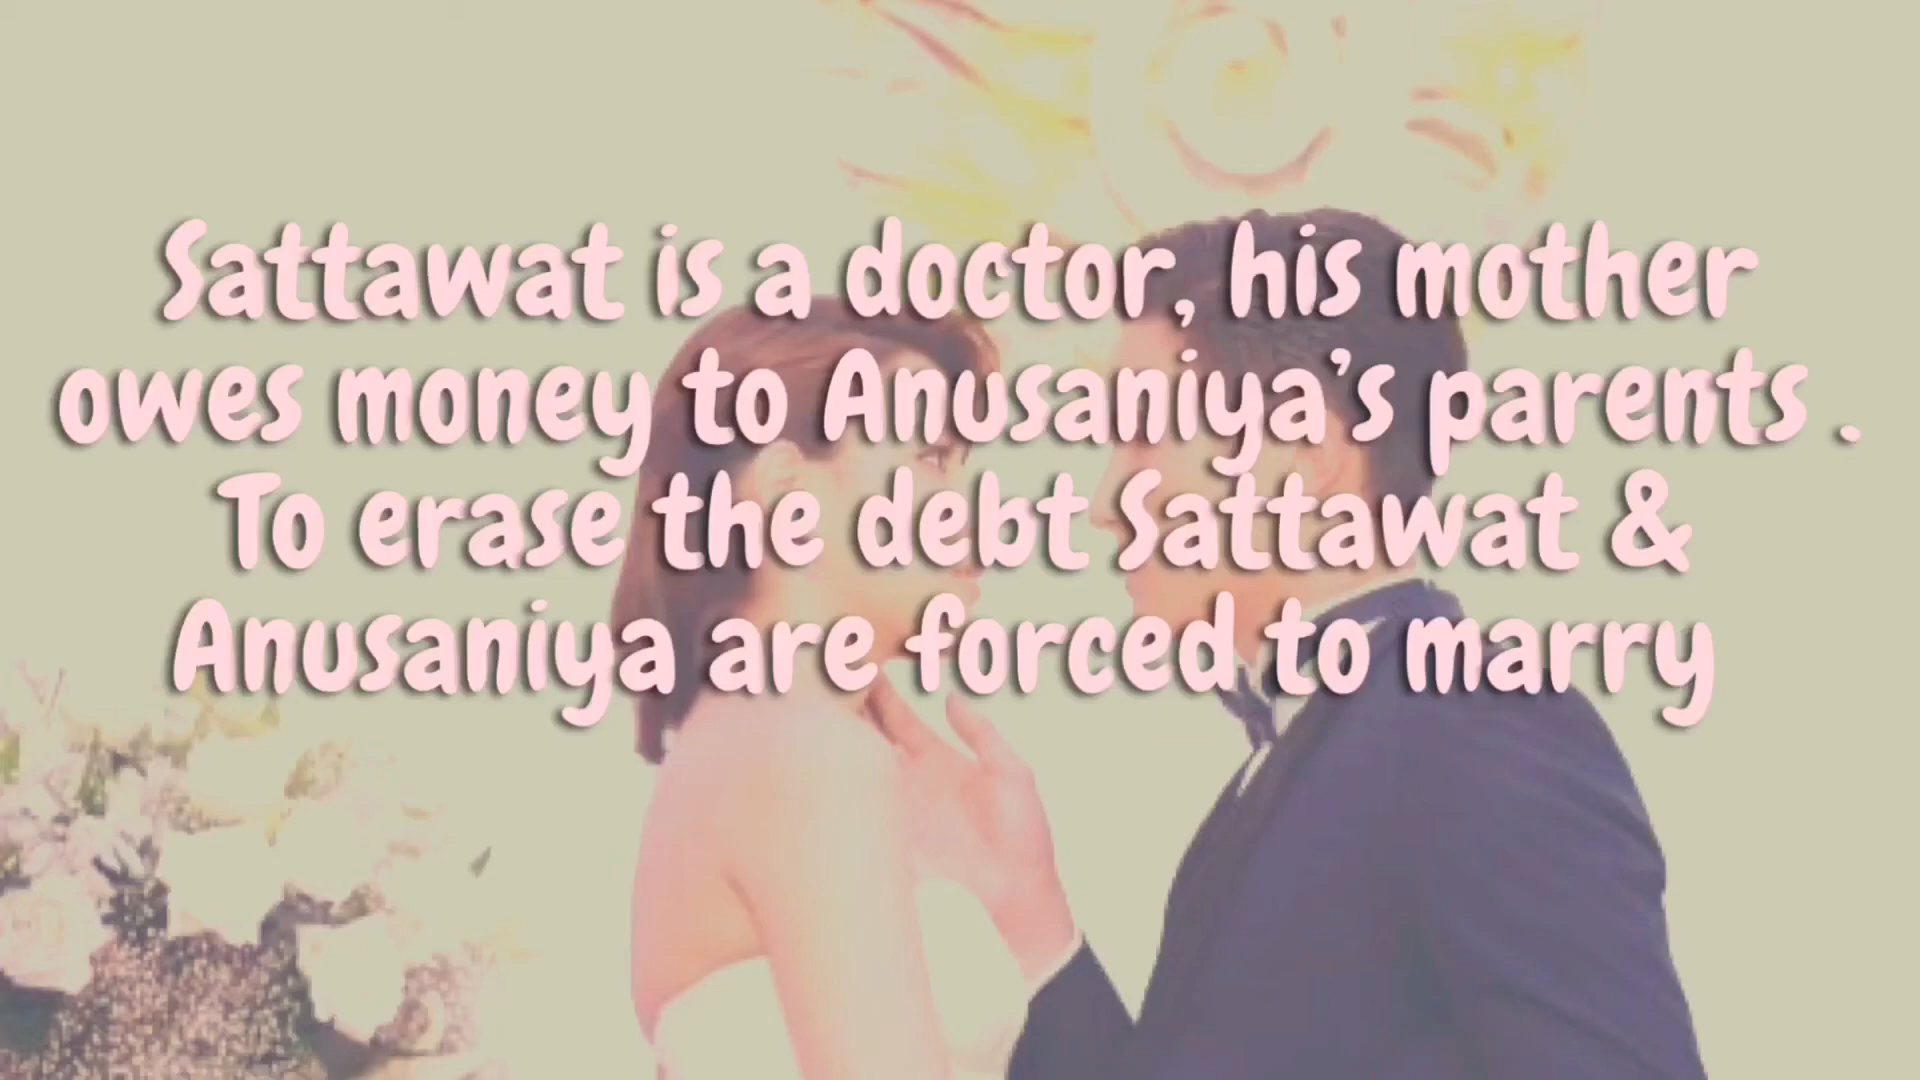 Sattawat is a doctor, his mother
owes money to Anusaniya’s parents .
To erase the debt Sattawat &
Anusaniya are forced to marry